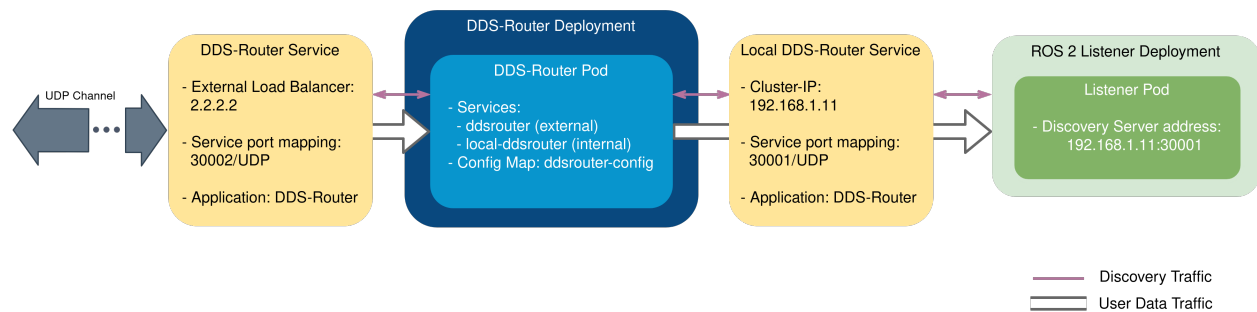 UDP Channel
DDS-Router Service
- External Load Balancer:
2.2.2.2
- Service port mapping:
30002/UDP
- Application: DDS-Router
DDS-Router Deployment
DDS-Router Pod
- Services:
- ddsrouter (external)
- local-ddsrouter (internal)
- Config Map: ddsrouter-config
Local DDS-Router Service
- Cluster-IP:
192.168.1.11
- Service port mapping:
30001/UDP
- Application: DDS-Router
ROS 2 Listener Deployment
Listener Pod
- Discovery Server address:
192.168.1.11:30001
Discovery Traffic
User Data Traffic